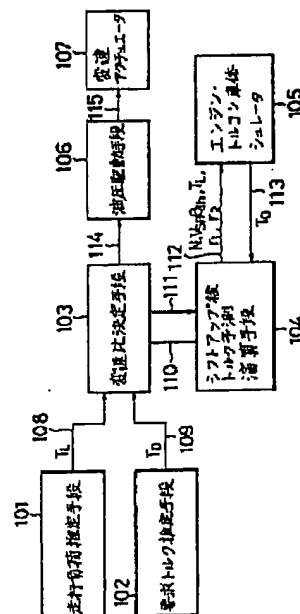 101
走行負荷推定手段
102
要求トルク推定手段
108
TL
109
TD
103
変速比決定手段
110
111
104
シフトアップ後
トルク予測
演算手段
114
106
油圧駆動手段
115
107
変速
アクチュエータ
112
113
TD
105
エンジン・
トルコン車体
シュレータ